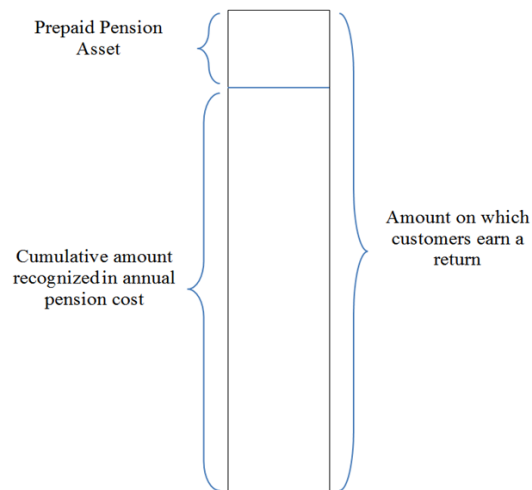 Prepaid Pension
Asset
Cumulative amount
recognized in annual
pension cost
Amount on which
customers earn a
return